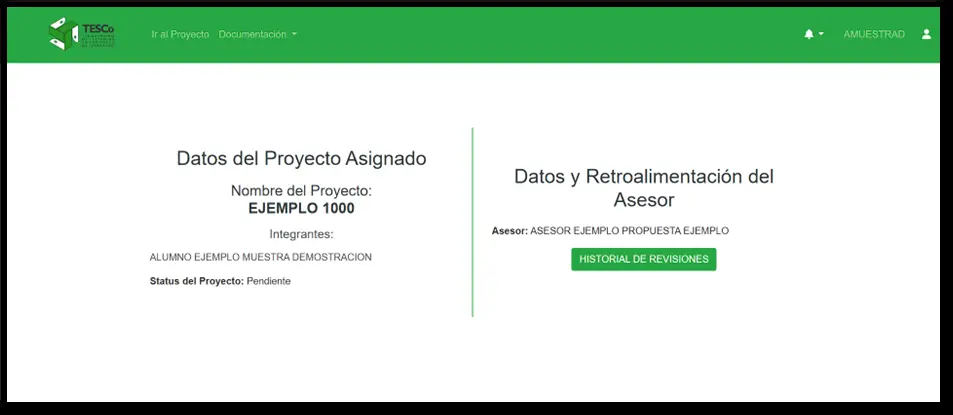 TESCo
Ir al Proyecto
Documentación
AMUESTRAD
Datos del Proyecto Asignado
Nombre del Proyecto:
EJEMPLO 1000
Integrantes:
ALUMNO EJEMPLO MUESTRA DEMOSTRACION
Status del Proyecto: Pendiente
Datos y Retroalimentación del
Asesor
Asesor: ASESOR EJEMPLO PROPUESTA EJEMPLO
HISTORIAL DE REVISIONES